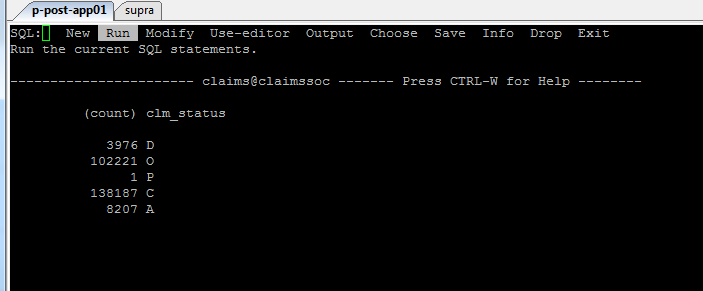 p-post-app01 supra
SQL: New Run Modify Use-editor Output Choose Save Info Drop Exit
Run the current SQL statements.
----------------------- claims@claimssoc ------- Press CTRL-W for Help --------
(count) clm_status
3976 D
102221 O
1 P
138187 C
8207 A